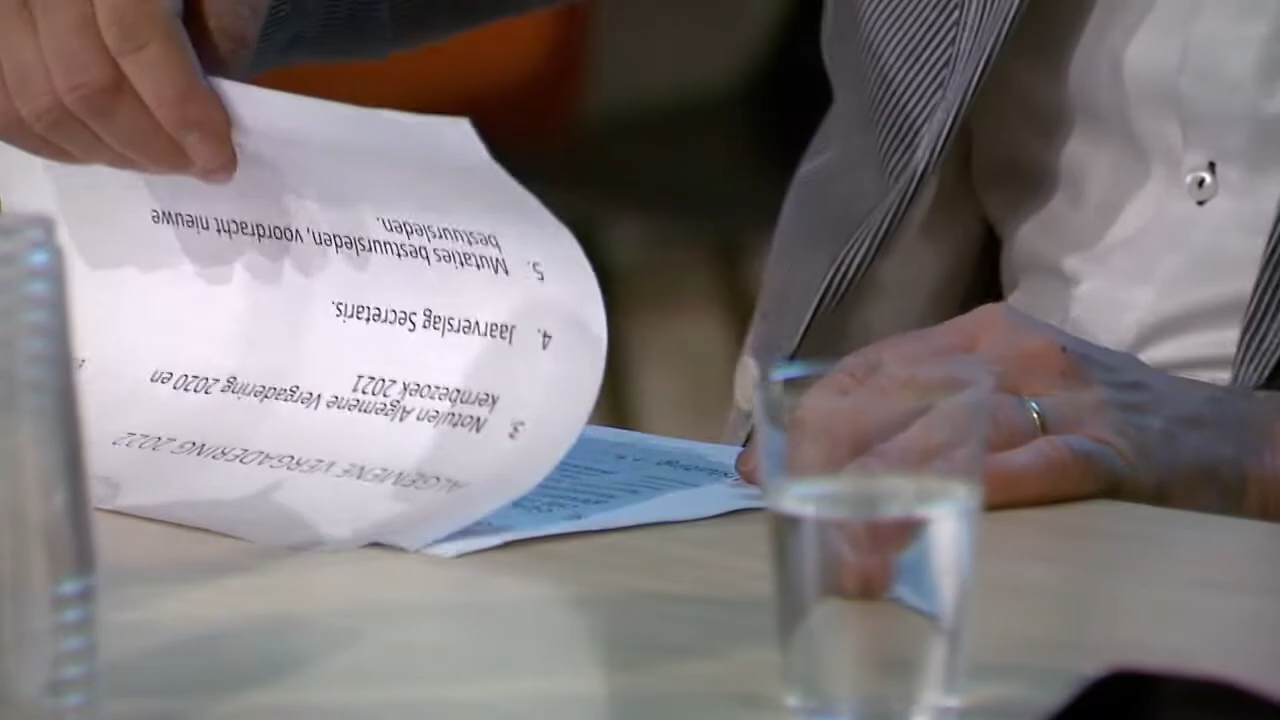 ALGEMENE VERGADERING 2022
3. Notulen Algemene Vergadering 2020 en
kernbezoek 2021
4. Jaarverslag Secretaris.
5. Mutaties bestuursleden, voordracht nieuwe
bestuursleden.